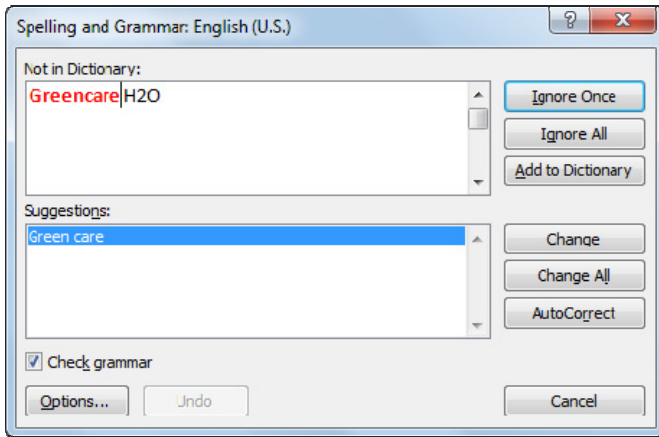 Spelling and Grammar: English (U.S.)
Not in Dictionary:
Greencare H2O
Ignore Once
Ignore All
Add to Dictionary
Suggestions:
Green care
Change
Change All
AutoCorrect
Check grammar
Options...
Undo
Cancel